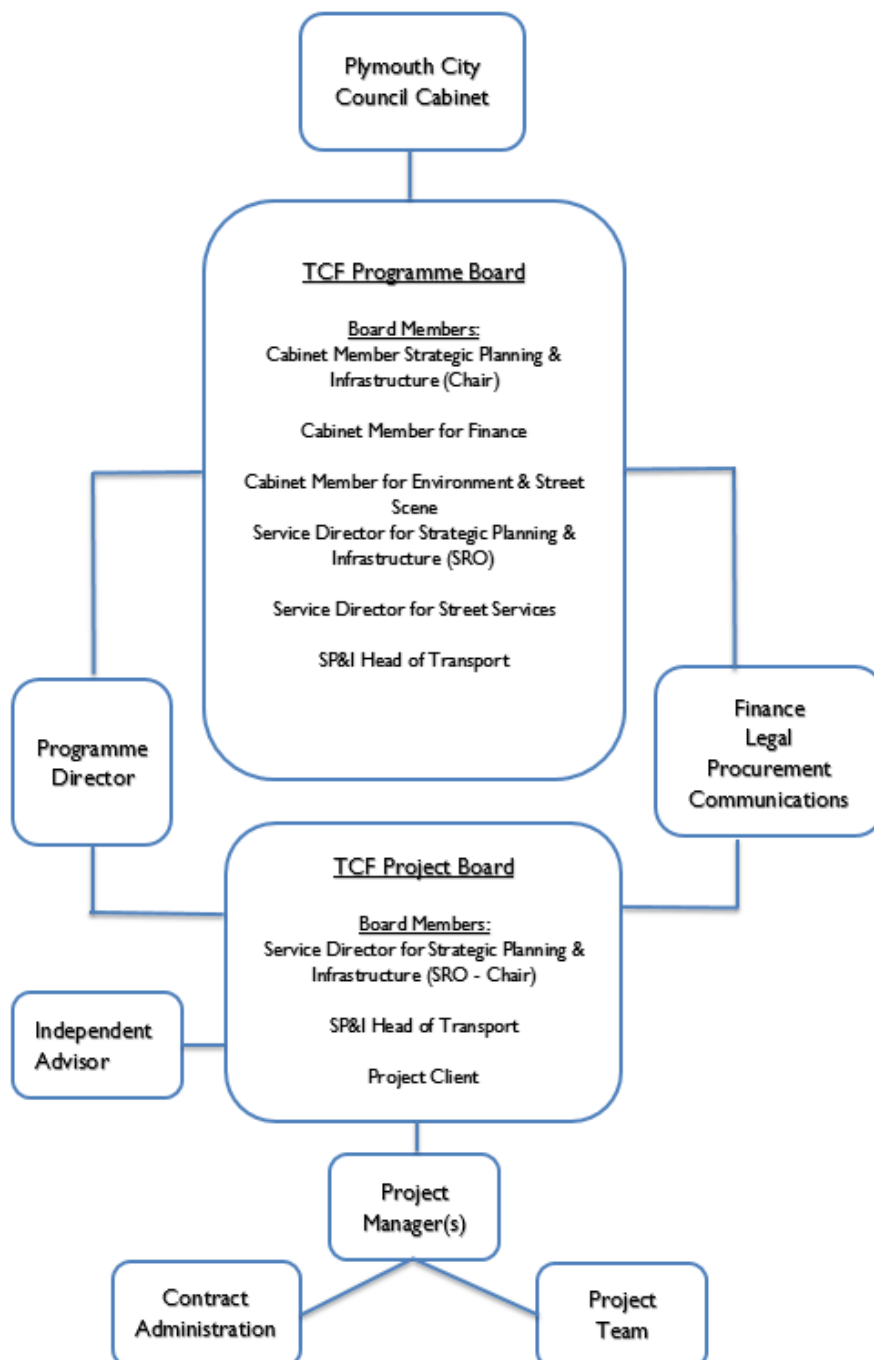 Plymouth City
Council Cabinet
TCF Programme Board
Board Members:
Cabinet Member Strategic Planning &
Infrastructure (Chair)
Cabinet Member for Finance
Cabinet Member for Environment & Street
Scene
Service Director for Strategic Planning &
Infrastructure (SRO)
Service Director for Street Services
SP&I Head of Transport
Programme
Director
Finance
Legal
Procurement
Communications
TCF Project Board
Board Members:
Service Director for Strategic Planning &
Infrastructure (SRO - Chair)
SP&I Head of Transport
Project Client
Independent
Advisor
Project
Manager(s)
Contract
Administration
Project
Team